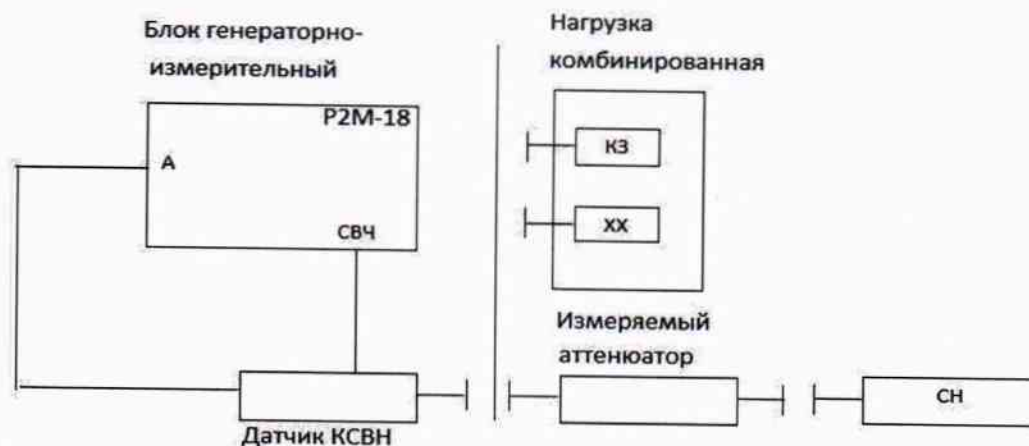 Блок генераторно-
измерительный
Р2М-18
А
СВЧ
Датчик КСВН
Нагрузка
комбинированная
КЗ
ХХ
Измеряемый
аттенюатор
СН